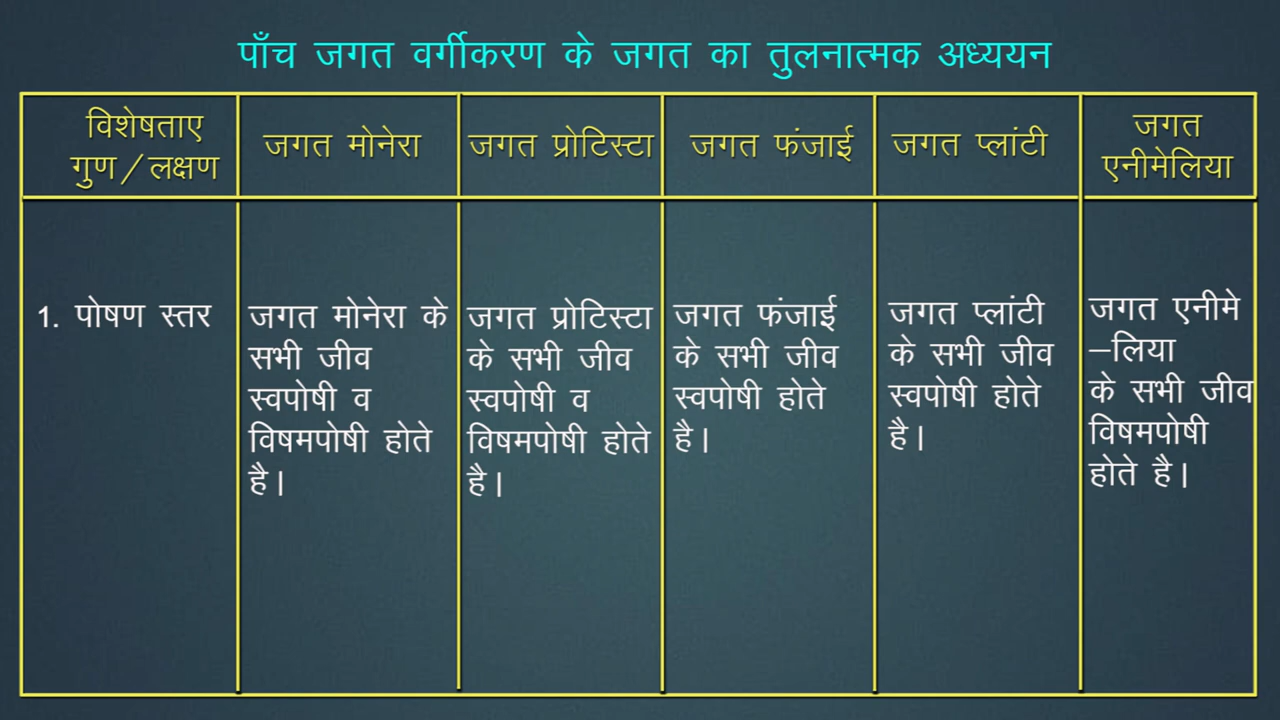 पाँच जगत वर्गीकरण के जगत का तुलनात्मक अध्ययन
विशेषताए
गुण/लक्षण
जगत मोनेरा
जगत प्रोटिस्टा
जगत फंजाई
जगत प्लांटी
जगत
एनीमेलिया
1. पोषण स्तर
जगत मोनेरा के
सभी जीव
स्वपोषी व
विषमपोषी होते
है।
जगत प्रोटिस्टा
के सभी जीव
स्वपोषी व
विषमपोषी होते
है।
जगत फंजाई
के सभी जीव
स्वपोषी होते
है।
जगत प्लांटी
के सभी जीव
स्वपोषी होते
है।
जगत एनीमे
–लिया
के सभी जीव
विषमपोषी
होते है।